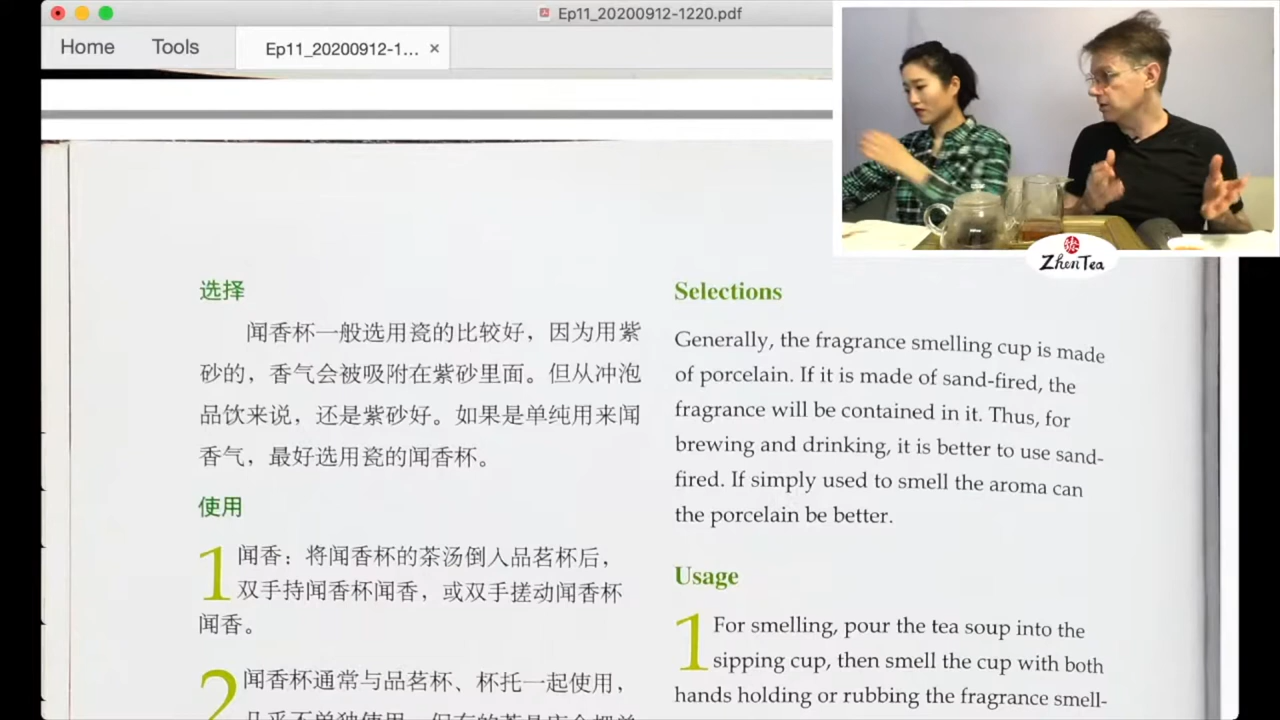 Ep11_20200912-1220.pdf
Home
Tools
Ep11_20200912-1...
ZhenTea
选择
闻香杯一般选用瓷的比较好，因为用紫
砂的，香气会被吸附在紫砂里面。但从冲泡
品饮来说，还是紫砂好。如果是单纯用来闻
香气，最好选用瓷的闻香杯。
使用
1 闻香：将闻香杯的茶汤倒入品茗杯后，
双手持闻香杯闻香，或双手搓动闻香杯
闻香。
2 闻香杯通常与品茗杯、杯托一起使用，
Selections
Generally, the fragrance smelling cup is made
of porcelain. If it is made of sand-fired, the
fragrance will be contained in it. Thus, for
brewing and drinking, it is better to use sand-
fired. If simply used to smell the aroma can
the porcelain be better.
Usage
1 For smelling, pour the tea soup into the
sipping cup, then smell the cup with both
hands holding or rubbing the fragrance smell-